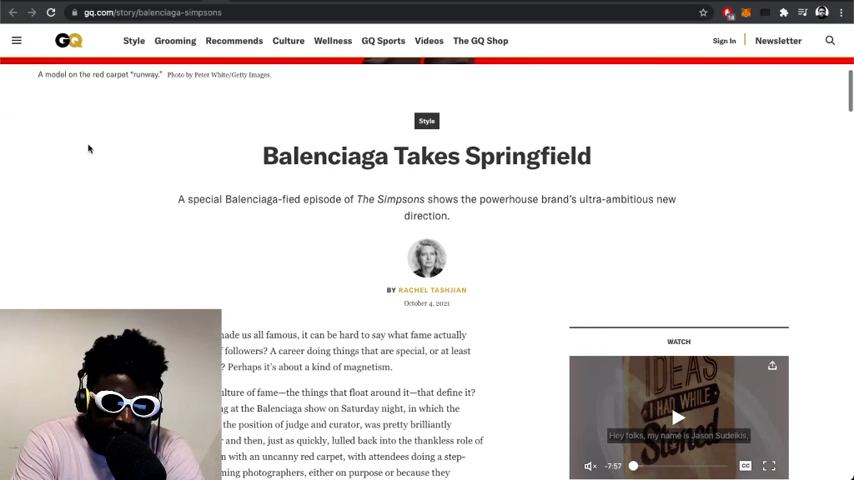 gq.com/story/balenciaga-simpsons
GQ Style Grooming Recommends Culture Wellness GQ Sports Videos The GQ Shop Sign In Newsletter
A model on the red carpet "runway." Photo by Peter White/Getty Images.
Style
Balenciaga Takes Springfield
A special Balenciaga-fied episode of The Simpsons shows the powerhouse brand's ultra-ambitious new
direction.
BY RACHEL TASHJIAN
October 4, 2021
made us all famous, it can be hard to say what fame actually
followers? A career doing things that are special, or at least
? Perhaps it's about a kind of magnetism.
ulture of fame—the things that float around it—that define it?
ng at the Balenciaga show on Saturday night, in which the
the position of judge and curator, was pretty brilliantly
r and then, just as quickly, lulled back into the thankless role of
n with an uncanny red carpet, with attendees doing a step-
ming photographers, either on purpose or because they
WATCH
IDEAS
I HAD WHILE
Stoned
Hey folks, my name is Jason Sudeikis,
-7:57
CC